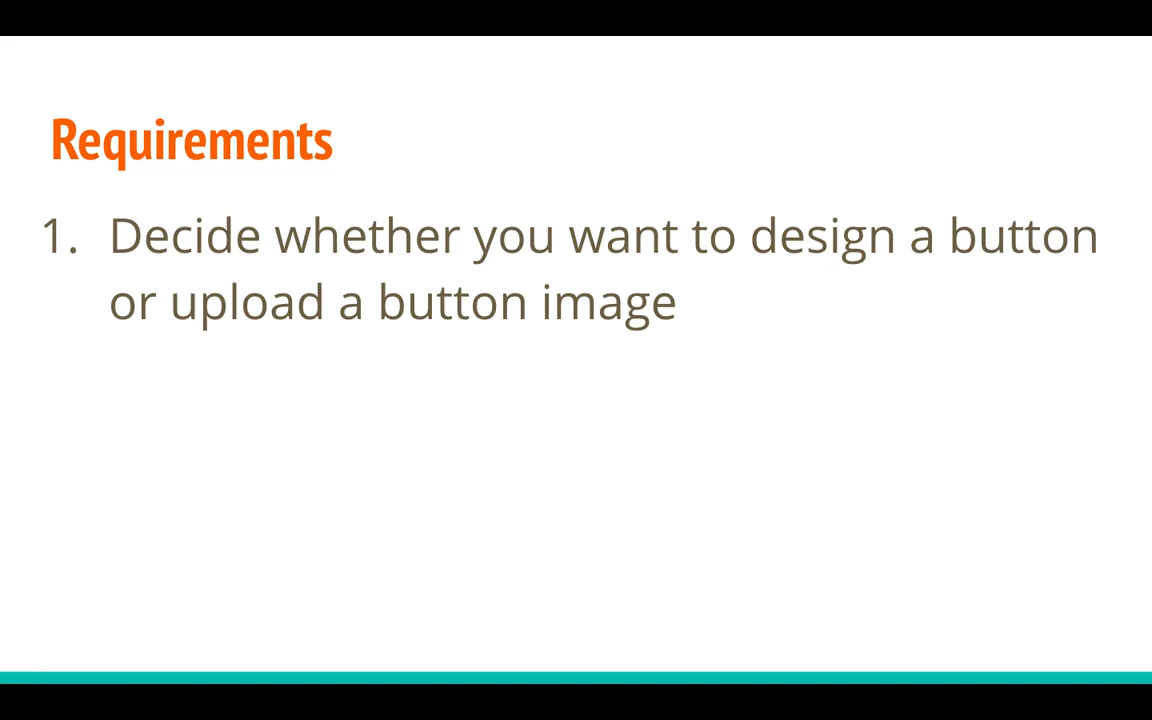 Requirements
1. Decide whether you want to design a button
or upload a button image